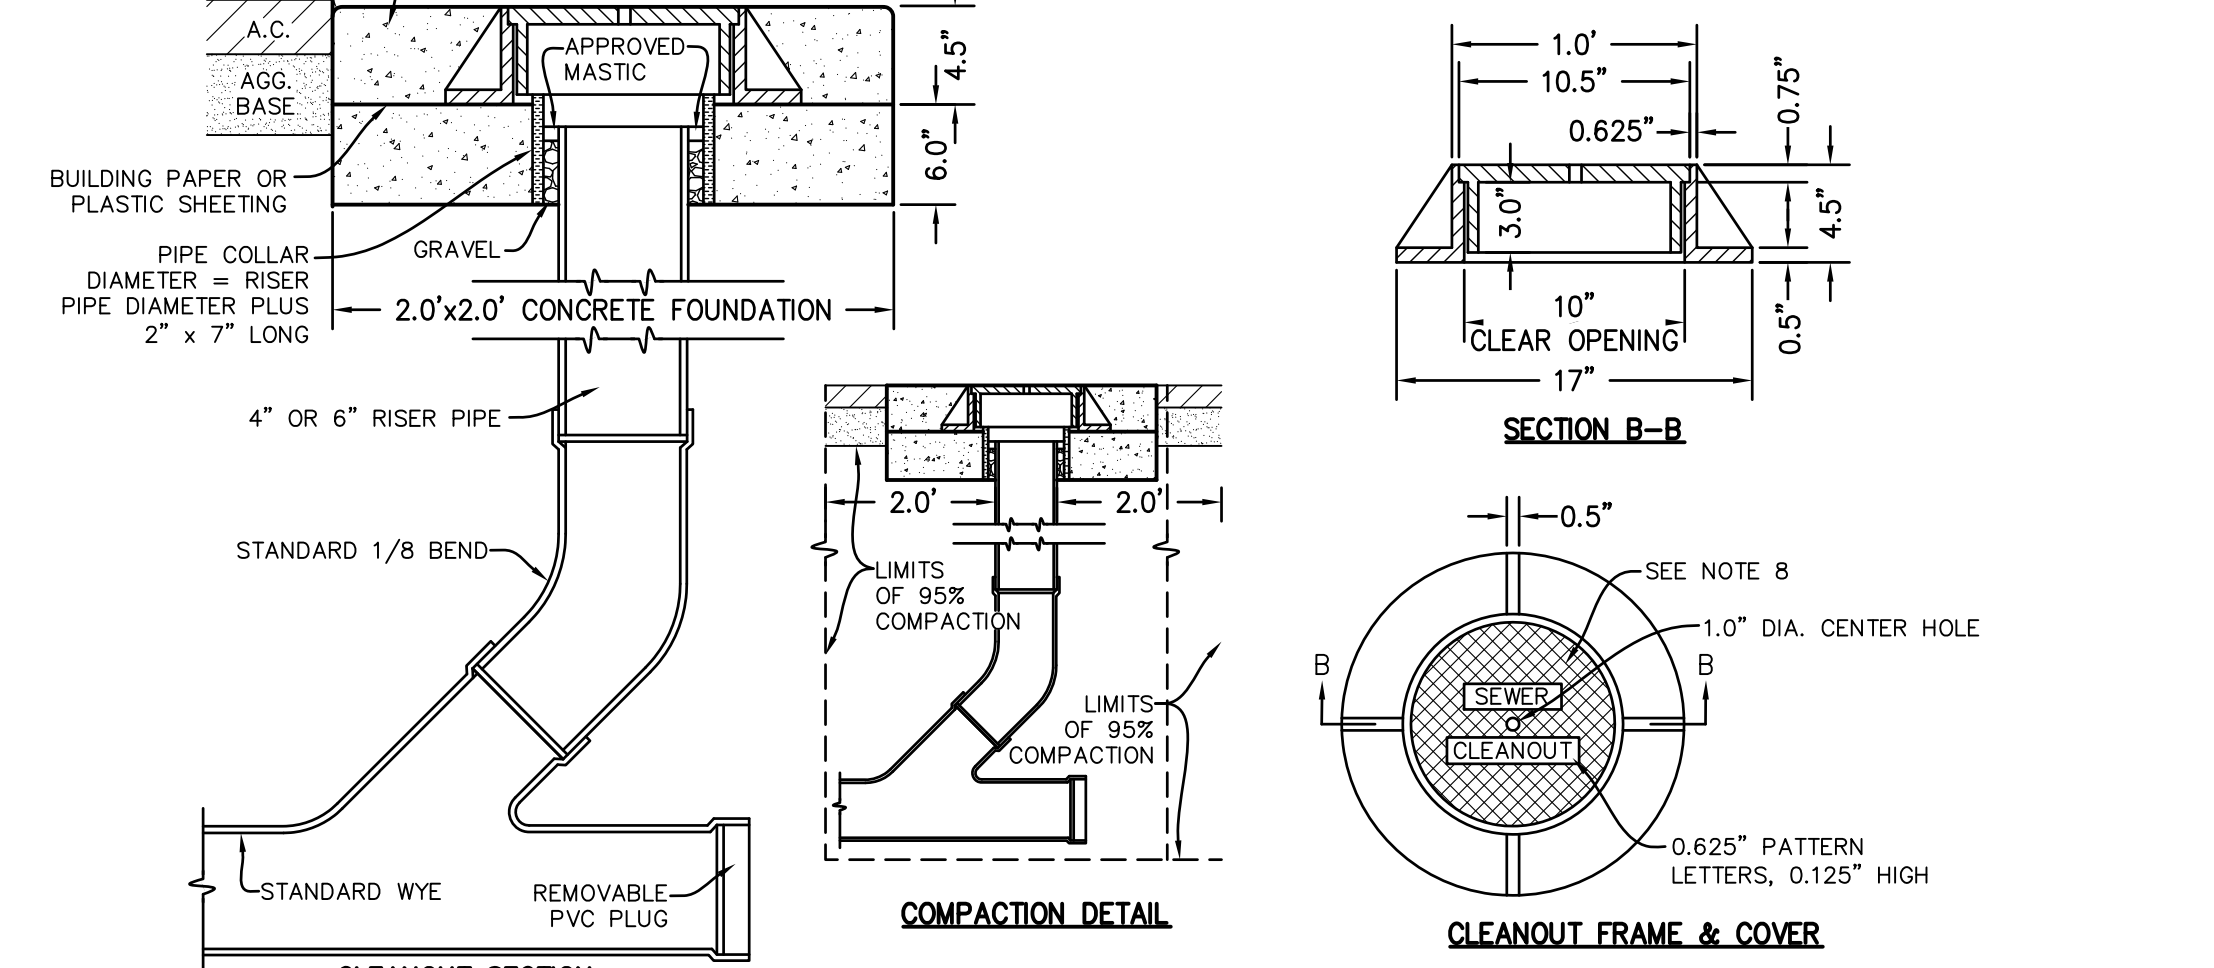 A.C.
AGG.
BASE
APPROVED
MASTIC
4.5”
6.0”
BUILDING PAPER OR
PLASTIC SHEETING
PIPE COLLAR
DIAMETER = RISER
PIPE DIAMETER PLUS
2” x 7” LONG
GRAVEL
2.0’x2.0’ CONCRETE FOUNDATION
4” OR 6” RISER PIPE
STANDARD 1/8 BEND
STANDARD WYE
REMOVABLE
PVC PLUG
CLEANOUT SECTION
2.0’
2.0’
LIMITS
OF 95%
COMPACTION
LIMITS
OF 95%
COMPACTION
COMPACTION DETAIL
1.0’
10.5”
0.625”
0.75”
3.0”
4.5”
0.5”
10”
CLEAR OPENING
17”
SECTION B-B
0.5”
SEE NOTE 8
1.0” DIA. CENTER HOLE
B
B
SEWER
CLEANOUT
0.625” PATTERN
LETTERS, 0.125” HIGH
CLEANOUT FRAME & COVER